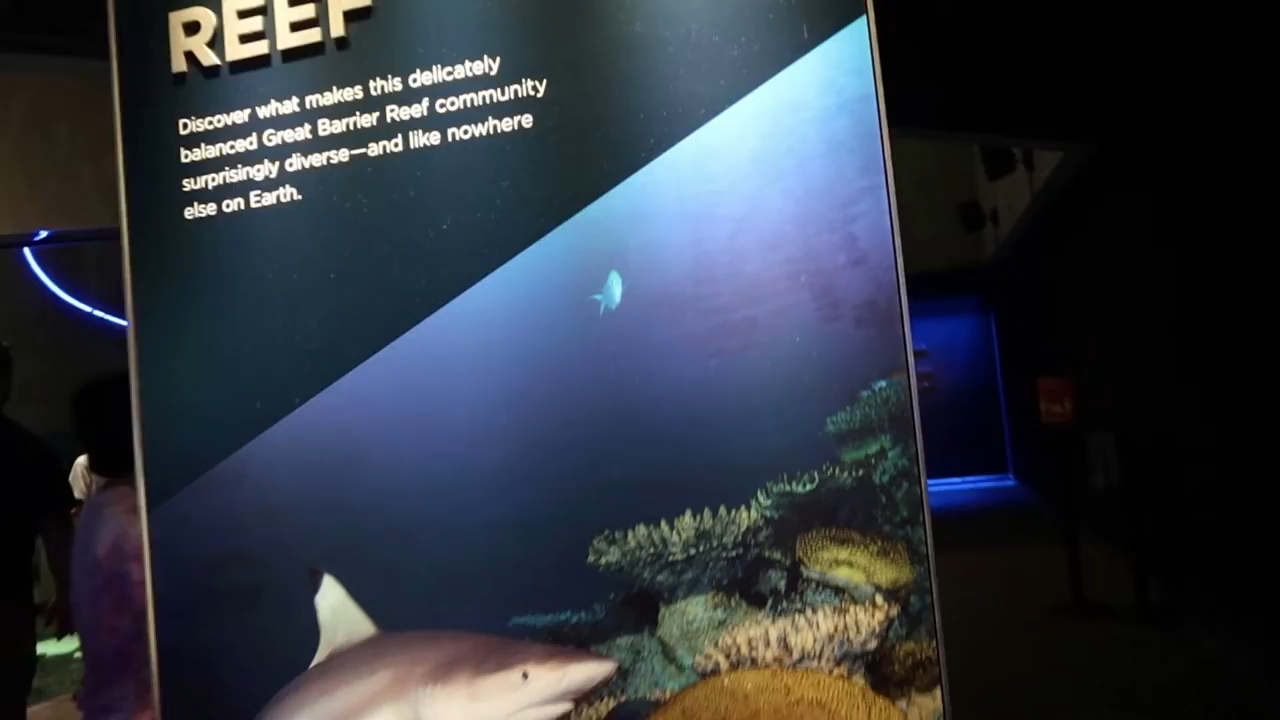 REEF
Discover what makes this delicately
balanced Great Barrier Reef community
surprisingly diverse—and like nowhere
else on Earth.